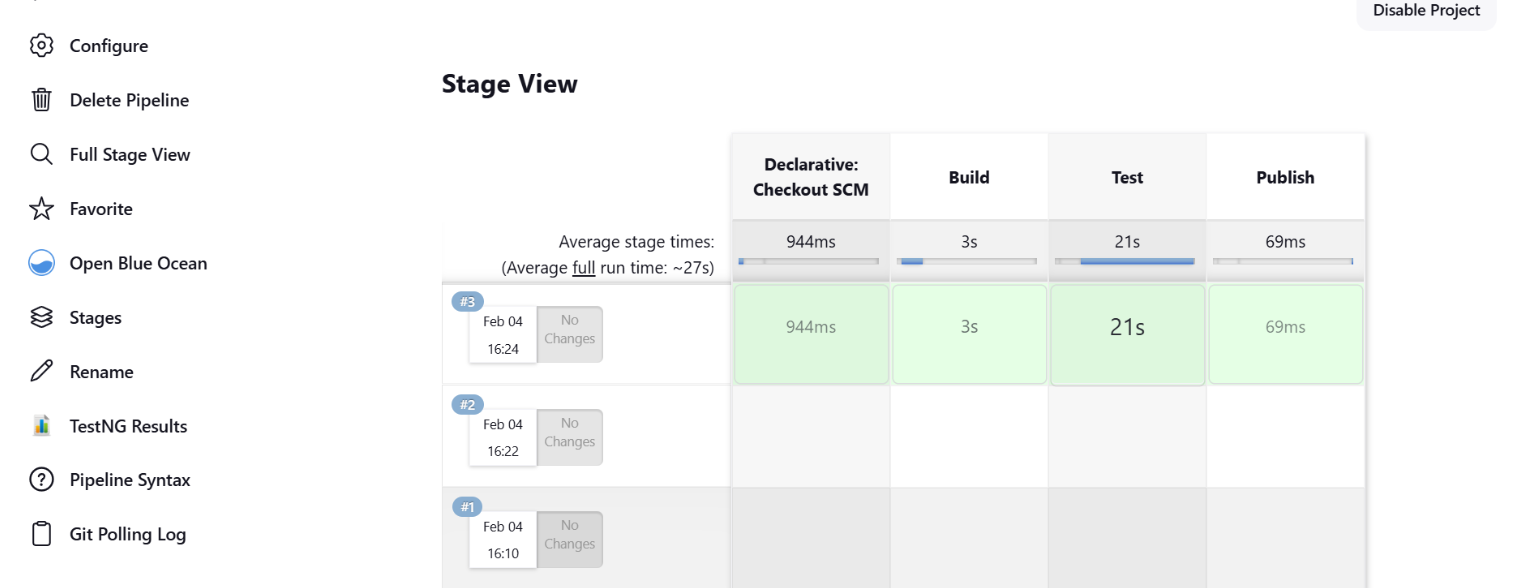 Disable Project
Configure
Delete Pipeline
Full Stage View
Favorite
Open Blue Ocean
Stages
Rename
TestNG Results
Pipeline Syntax
Git Polling Log
Stage View
Declarative:
Checkout SCM
Build
Test
Publish
Average stage times:
(Average full run time: ~27s)
944ms
3s
21s
69ms
#3
Feb 04
16:24
No
Changes
944ms
3s
21s
69ms
#2
Feb 04
16:22
No
Changes
#1
Feb 04
16:10
No
Changes